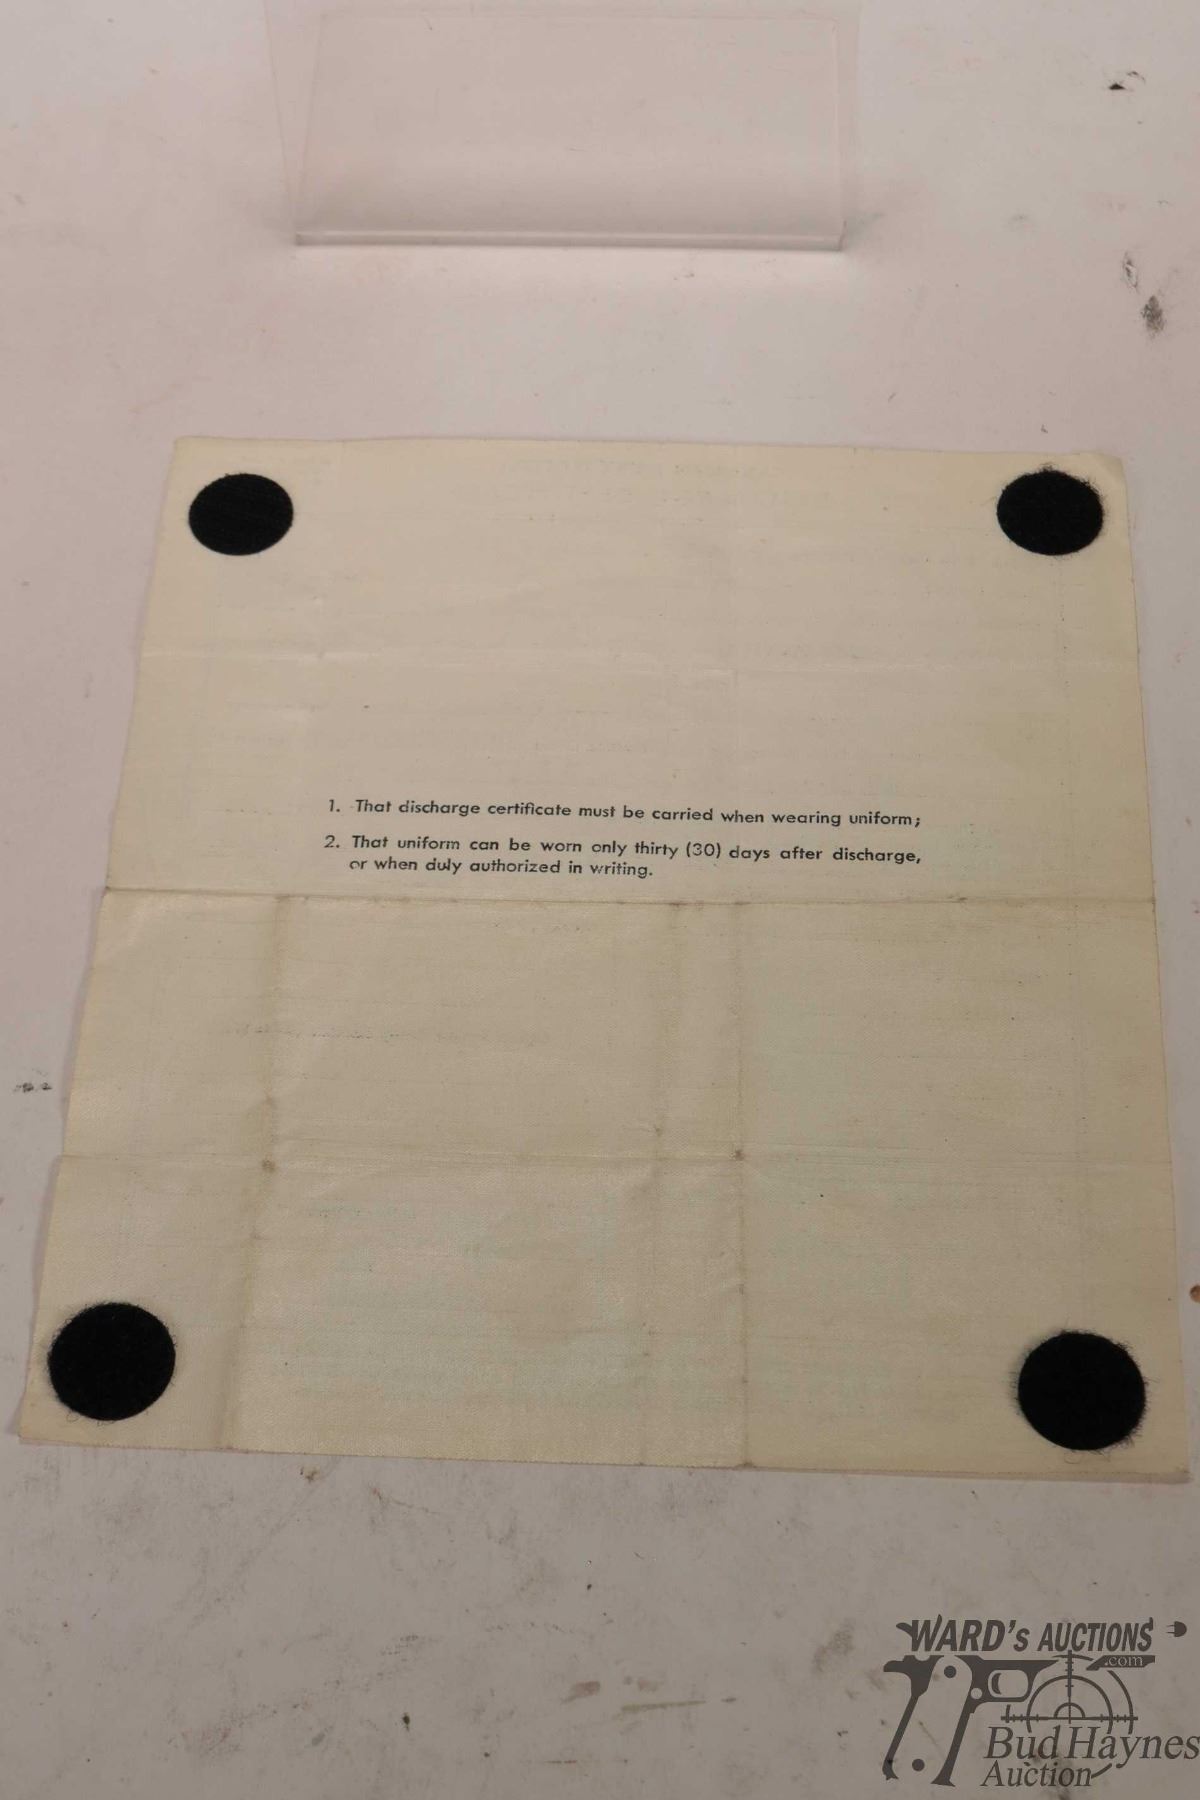 1. That discharge certificate must be carried when wearing uniform;
2. That uniform can be worn only thirty (30) days after discharge,
or when duly authorized in writing.
WARD's AUCTIONS
.com
Bud Haynes
Auction